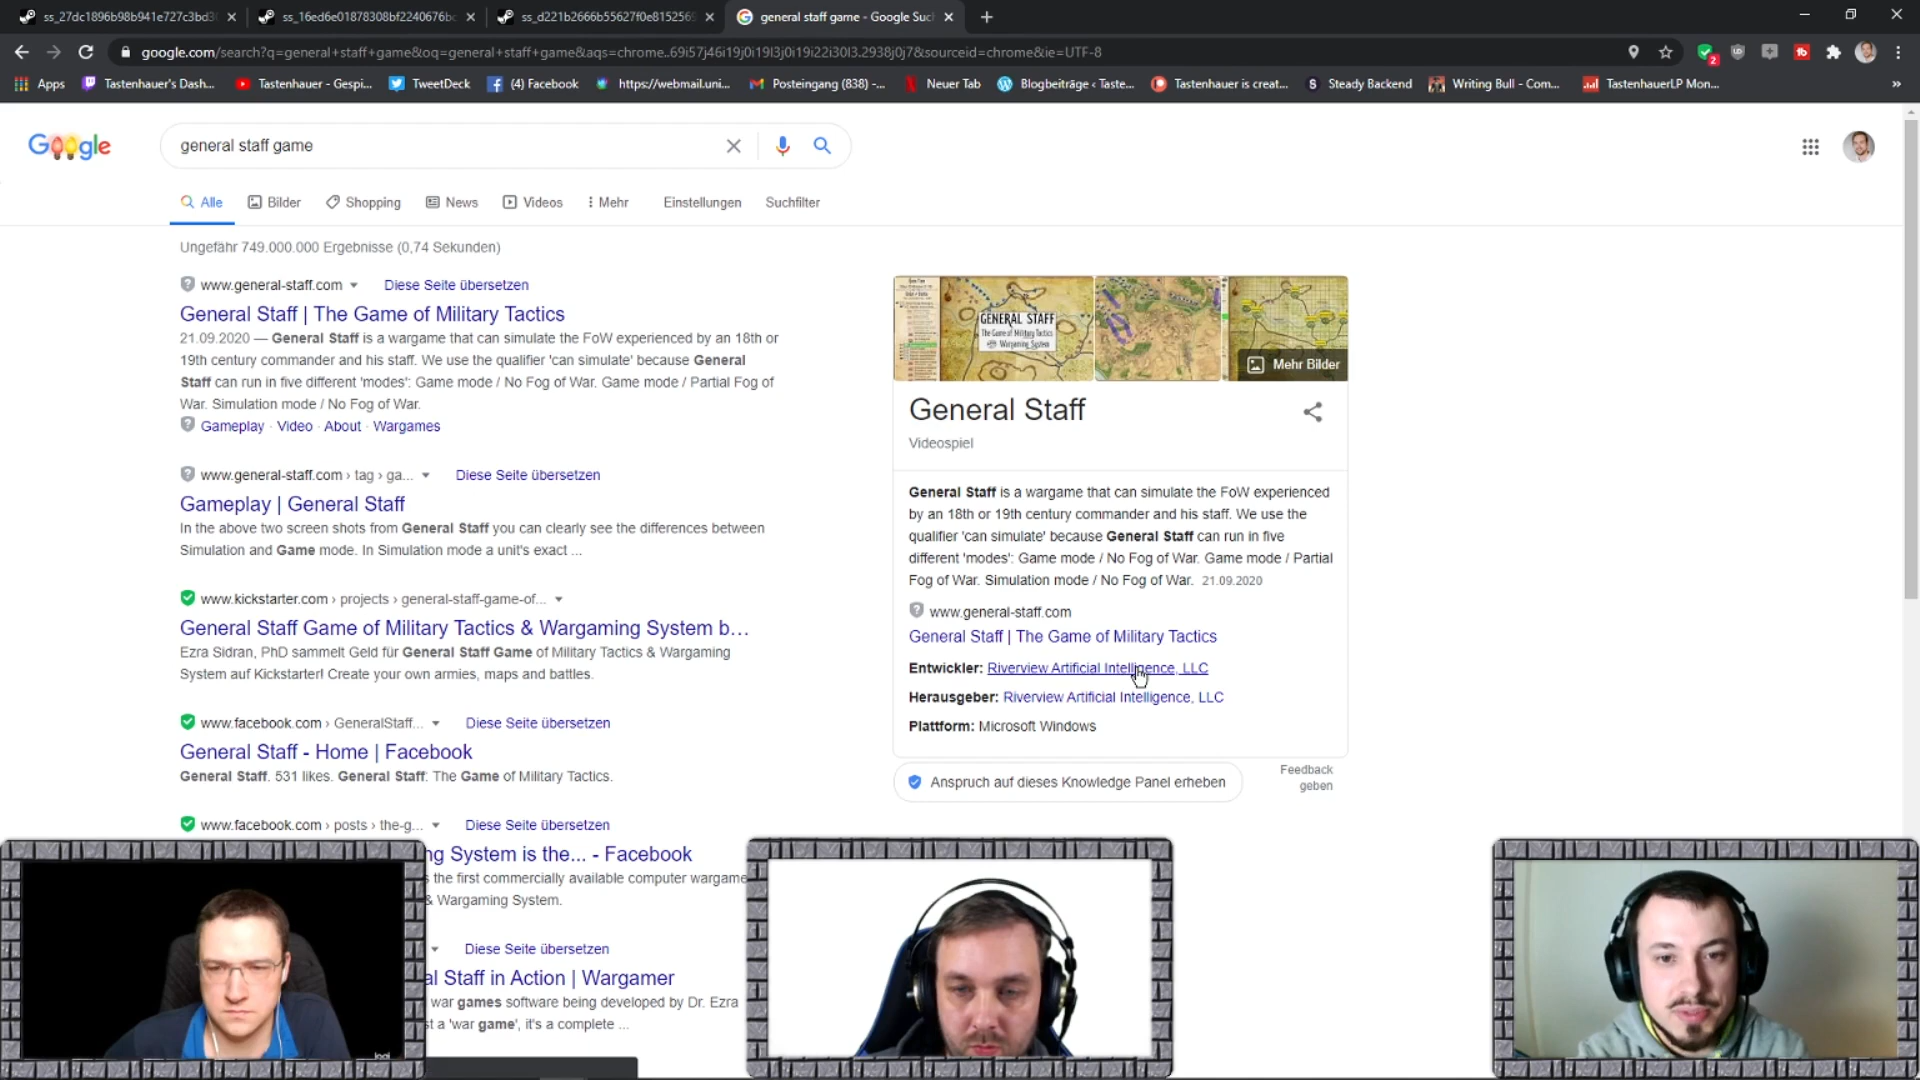 ss_27dc1896b98b941e727c3bd3
ss_16ed6e01878308bf2240676bc
ss_d221b2666b55627f0e8152565
general staff game - Google Suc
google.com/search?q=general+staff+game&oq=general+staff+game&aqs=chrome..69i57j46i19j0i19l3j0i19i22i30l3.2938j0j7&sourceid=chrome&ie=UTF-8
2
Apps
Tastenhauer's Dash...
Tastenhauer - Gespi...
TweetDeck
(4) Facebook
https://webmail.uni...
Posteingang (838) -...
Neuer Tab
Blogbeiträge ‹ Taste...
Tastenhauer is creat...
Steady Backend
Writing Bull - Com...
TastenhauerLP Mon...
»
Google
general staff game
Alle
Bilder
Shopping
News
Videos
Mehr
Einstellungen
Suchfilter
Ungefähr 749.000.000 Ergebnisse (0,74 Sekunden)
www.general-staff.com
Diese Seite übersetzen
General Staff | The Game of Military Tactics
21.09.2020 — General Staff is a wargame that can simulate the FoW experienced by an 18th or
19th century commander and his staff. We use the qualifier 'can simulate' because General
Staff can run in five different 'modes': Game mode / No Fog of War. Game mode / Partial Fog of
War. Simulation mode / No Fog of War.
Gameplay · Video · About · Wargames
www.general-staff.com › tag › ga...
Diese Seite übersetzen
Gameplay | General Staff
In the above two screen shots from General Staff you can clearly see the differences between
Simulation and Game mode. In Simulation mode a unit's exact ...
www.kickstarter.com › projects › general-staff-game-of...
General Staff Game of Military Tactics & Wargaming System b...
Ezra Sidran, PhD sammelt Geld für General Staff Game of Military Tactics & Wargaming
System auf Kickstarter! Create your own armies, maps and battles.
www.facebook.com › GeneralStaff...
Diese Seite übersetzen
General Staff - Home | Facebook
General Staff. 531 likes. General Staff: The Game of Military Tactics.
www.facebook.com › posts › the-g...
Diese Seite übersetzen
ng System is the... - Facebook
s the first commercially available computer wargame
& Wargaming System.
Diese Seite übersetzen
al Staff in Action | Wargamer
war games software being developed by Dr. Ezra
st a 'war game', it's a complete ...
GENERAL STAFF
The Game of Military Tactics
Wargaming System
Mehr Bilder
General Staff
Videospiel
General Staff is a wargame that can simulate the FoW experienced
by an 18th or 19th century commander and his staff. We use the
qualifier 'can simulate' because General Staff can run in five
different 'modes': Game mode / No Fog of War. Game mode / Partial
Fog of War. Simulation mode / No Fog of War. 21.09.2020
www.general-staff.com
General Staff | The Game of Military Tactics
Entwickler: Riverview Artificial Intelligence, LLC
Herausgeber: Riverview Artificial Intelligence, LLC
Plattform: Microsoft Windows
Anspruch auf dieses Knowledge Panel erheben
Feedback
geben
logi